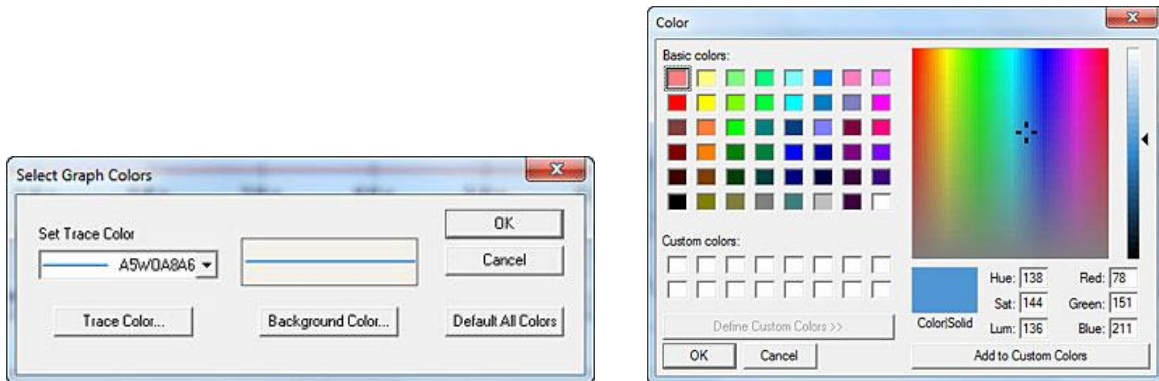 Select Graph Colors
Set Trace Color
A5W0A8A6
OK
Cancel
Trace Color...
Background Color...
Default All Colors
Color
Basic colors:
Custom colors:
Define Custom Colors >>
OK
Cancel
Color|Solid
Hue: 138
Sat: 144
Lum: 136
Red: 78
Green: 151
Blue: 211
Add to Custom Colors